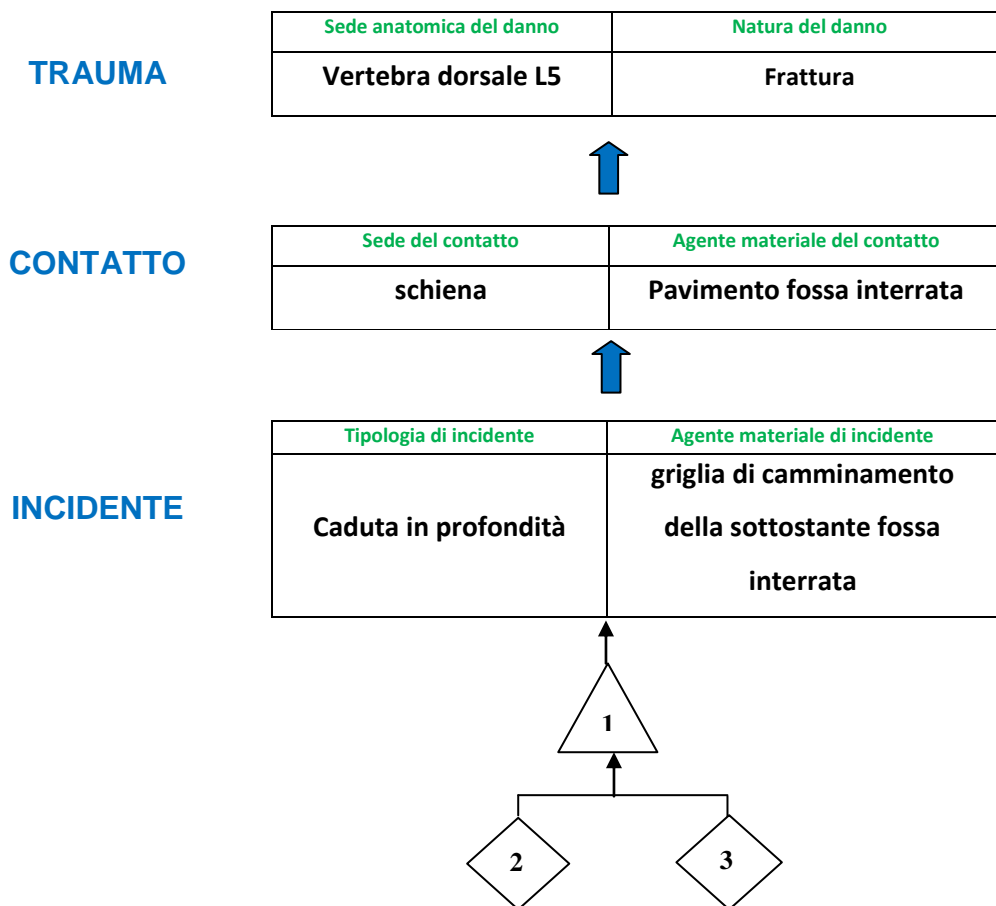 TRAUMA
Sede anatomica del danno
Natura del danno
Vertebra dorsale L5
Frattura
CONTATTO
Sede del contatto
Agente materiale del contatto
schiena
Pavimento fossa interrata
INCIDENTE
Tipologia di incidente
Agente materiale di incidente
Caduta in profondità
griglia di camminamento
della sottostante fossa
interrata
1
2
3